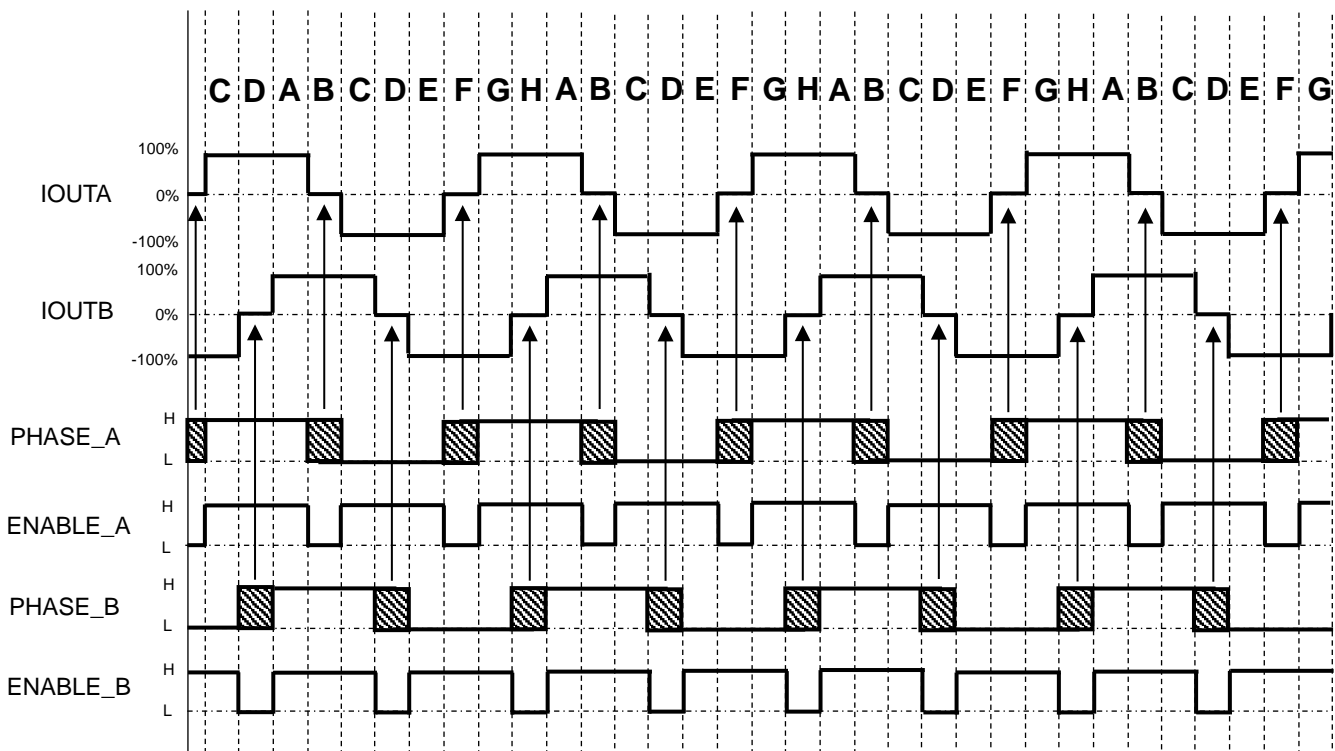 C D A B C D E F G H A B C D E F G H A B C D E F G H A B C D E F G
100%
IOUTA
0%
-100%
100%
IOUTB
0%
-100%
H
PHASE_A
L
H
ENABLE_A
L
H
PHASE_B
L
H
ENABLE_B
L